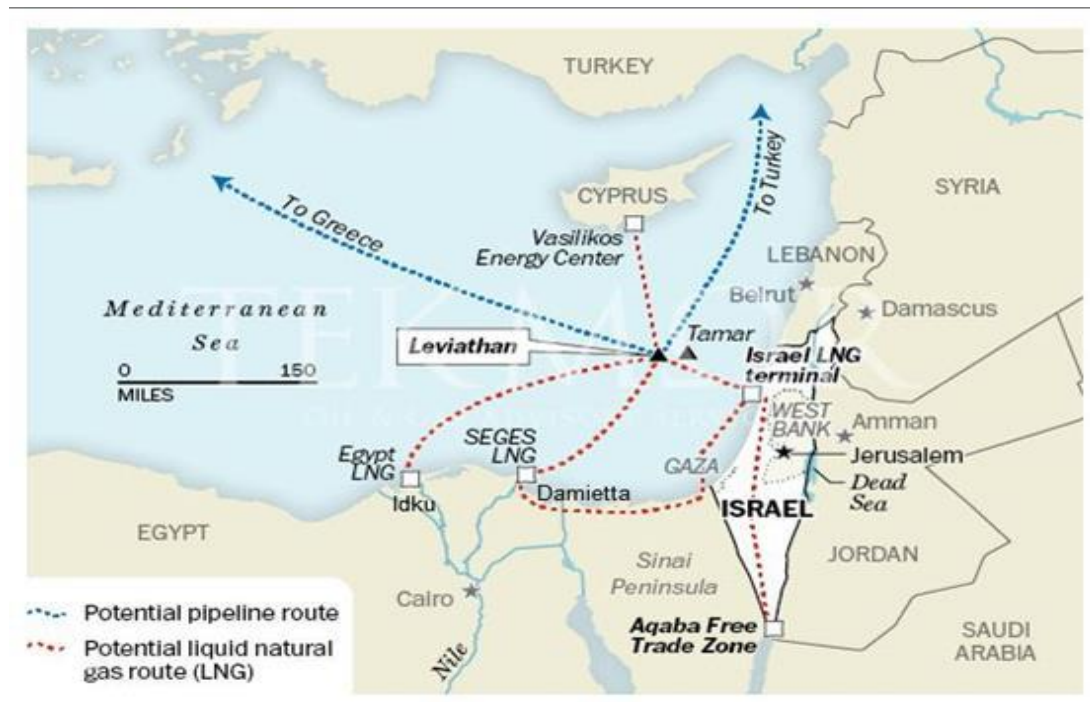 TURKEY
CYPRUS
SYRIA
To Greece
To Turkey
Vasilikos
Energy Center
LEBANON
Beirut
Damascus
Mediterranean
Sea
0 150
MILES
Leviathan
Tamar
Israel LNG
terminal
WEST
BANK
Amman
Jerusalem
Dead
Sea
Egypt
LNG
Idku
SEGES
LNG
Damietta
GAZA
ISRAEL
EGYPT
Cairo
Nile
Sinai
Peninsula
JORDAN
Aqaba Free
Trade Zone
SAUDI
ARABIA
Potential pipeline route
Potential liquid natural
gas route (LNG)